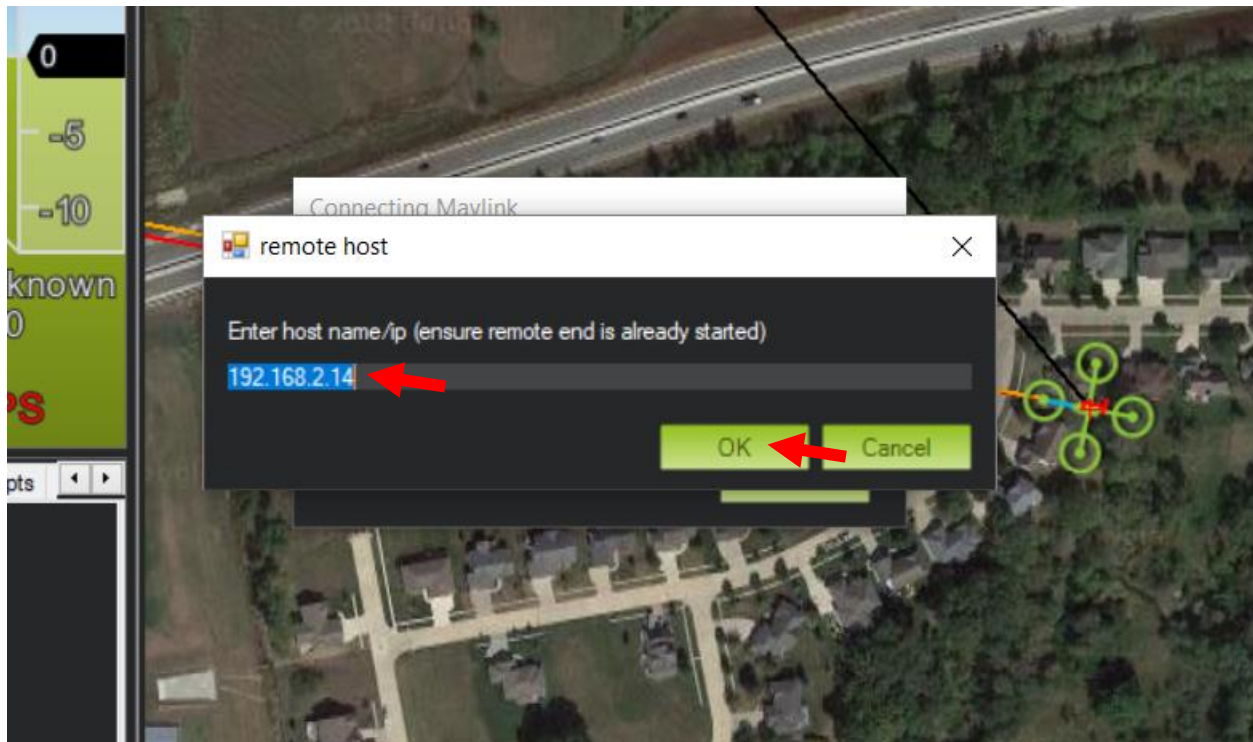 0
-5
-10
known
0
PS
pts
Connecting Mavlink
remote host
Enter host name/ip (ensure remote end is already started)
192.168.2.14
OK
Cancel